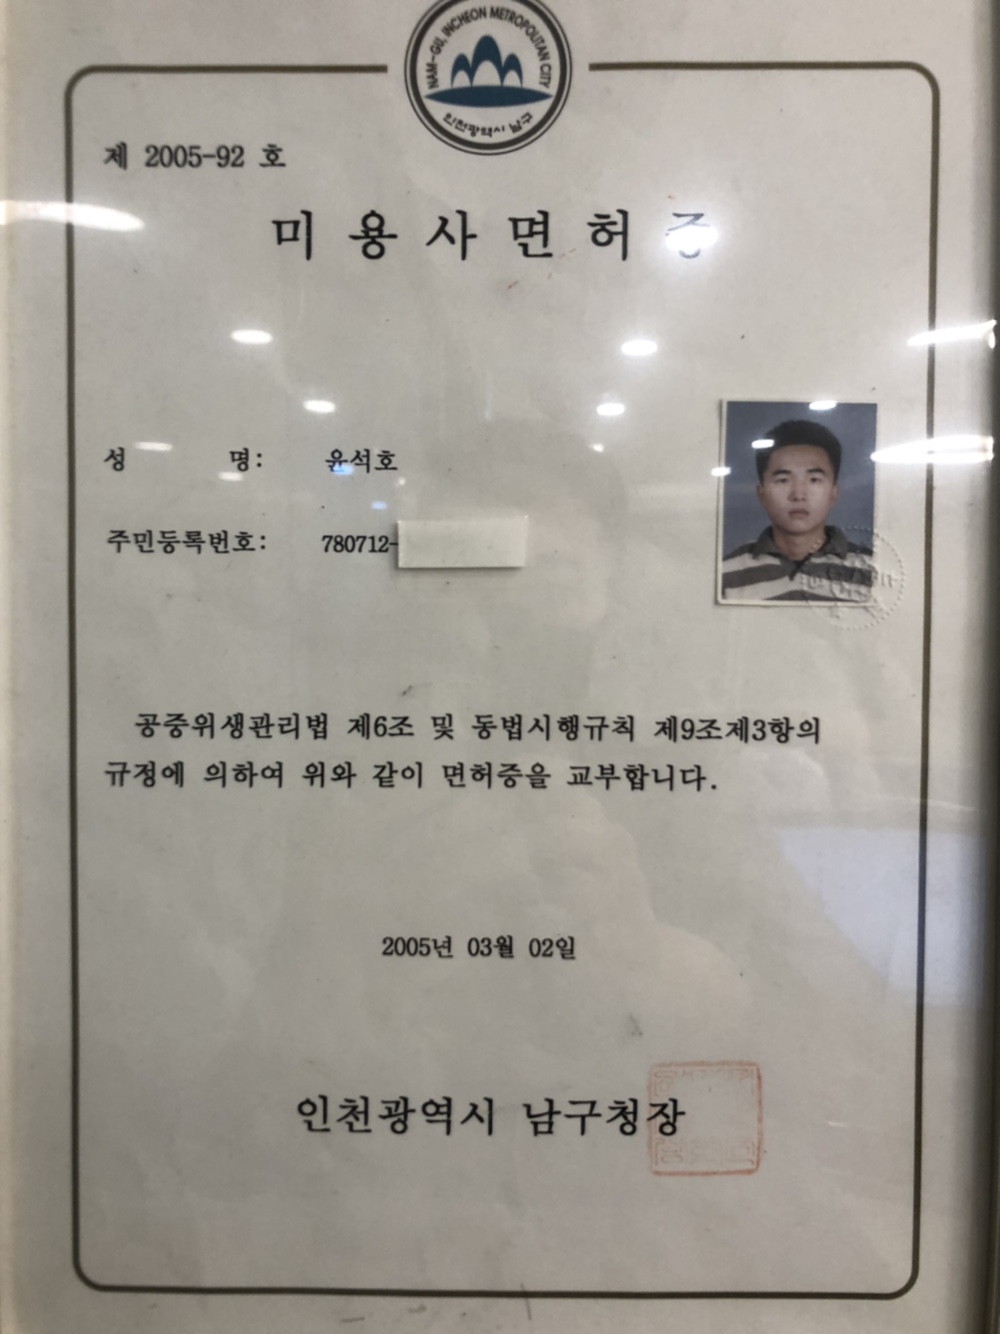 NAM-GU, INCHEON METROPOLITAN CITY
인천광역시 남구
제 2005-92 호
미용사면허증
성 명: 윤석호
주민등록번호: 780712-
공중위생관리법 제6조 및 동법시행규칙 제9조제3항의
규정에 의하여 위와 같이 면허증을 교부합니다.
2005년 03월 02일
인천광역시 남구청장